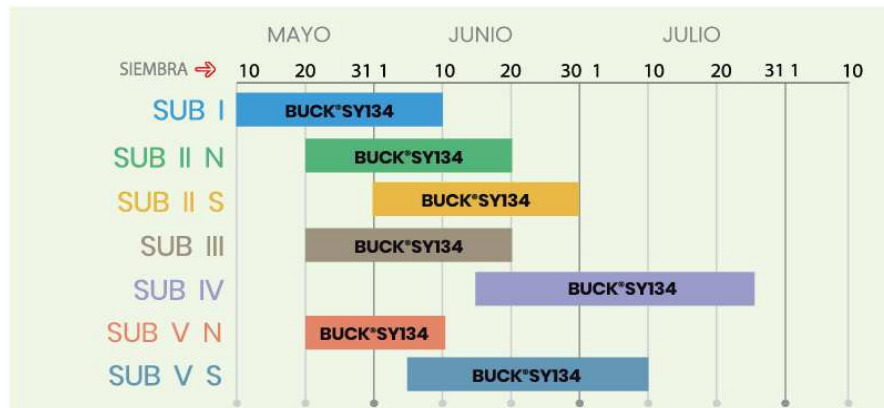 MAYO JUNIO JULIO
SIEMBRA 10 20 31 1 10 20 30 1 10 20 31 1 10
SUB I BUCK®SY134
SUB II N BUCK®SY134
SUB II S BUCK®SY134
SUB III BUCK®SY134
SUB IV BUCK®SY134
SUB V N BUCK®SY134
SUB V S BUCK®SY134